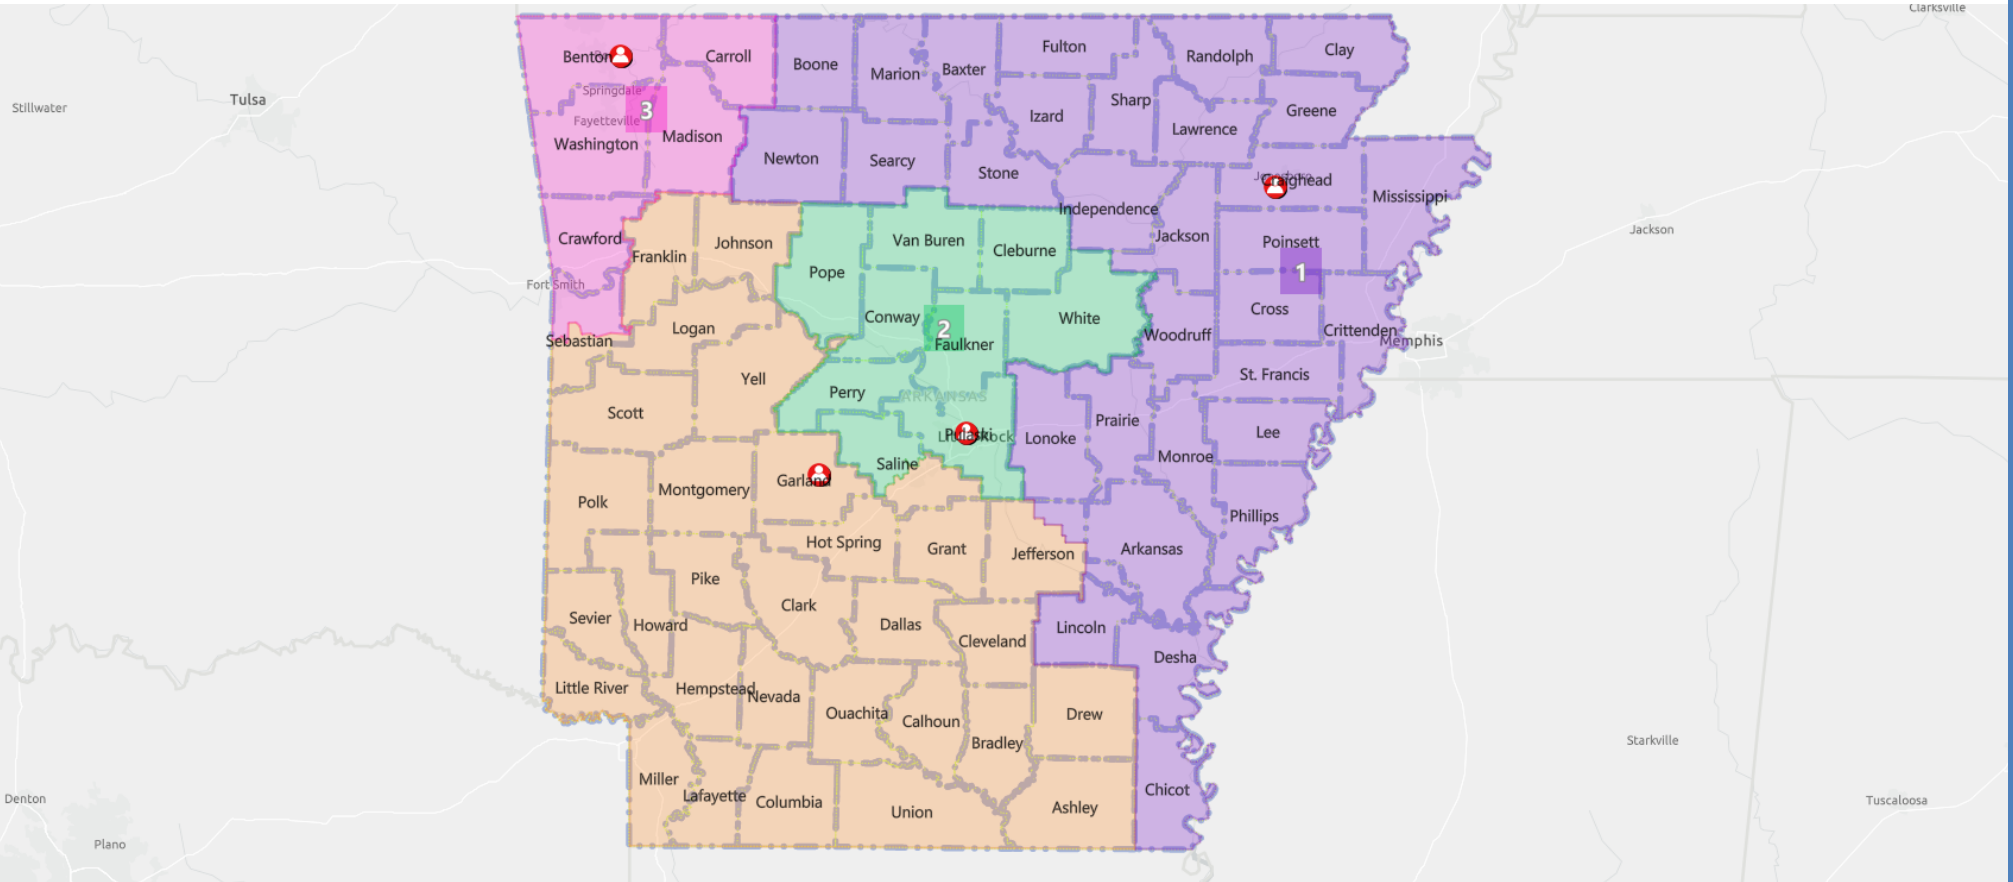 Clarksville
Stillwater
Tulsa
Benton
Carroll
Boone
Marion
Baxter
Fulton
Randolph
Clay
Springdale
3
Fayetteville
Washington
Madison
Newton
Searcy
Stone
Izard
Sharp
Lawrence
Greene
Craighead
Mississippi
Independence
Jackson
Poinsett
1
Cross
Crittenden
Memphis
Jackson
Crawford
Fort Smith
Franklin
Johnson
Pope
Van Buren
Cleburne
Conway
2
Faulkner
White
Woodruff
St. Francis
Sebastian
Logan
Yell
Scott
Perry
ARKANSAS
Pulaski
Saline
Lonoke
Prairie
Monroe
Lee
Phillips
Polk
Montgomery
Garland
Hot Spring
Grant
Jefferson
Arkansas
Pike
Clark
Dallas
Cleveland
Lincoln
Desha
Sevier
Howard
Little River
Hempstead
Nevada
Ouachita
Calhoun
Bradley
Drew
Miller
Lafayette
Columbia
Union
Ashley
Chicot
Starkville
Tuscaloosa
Denton
Plano